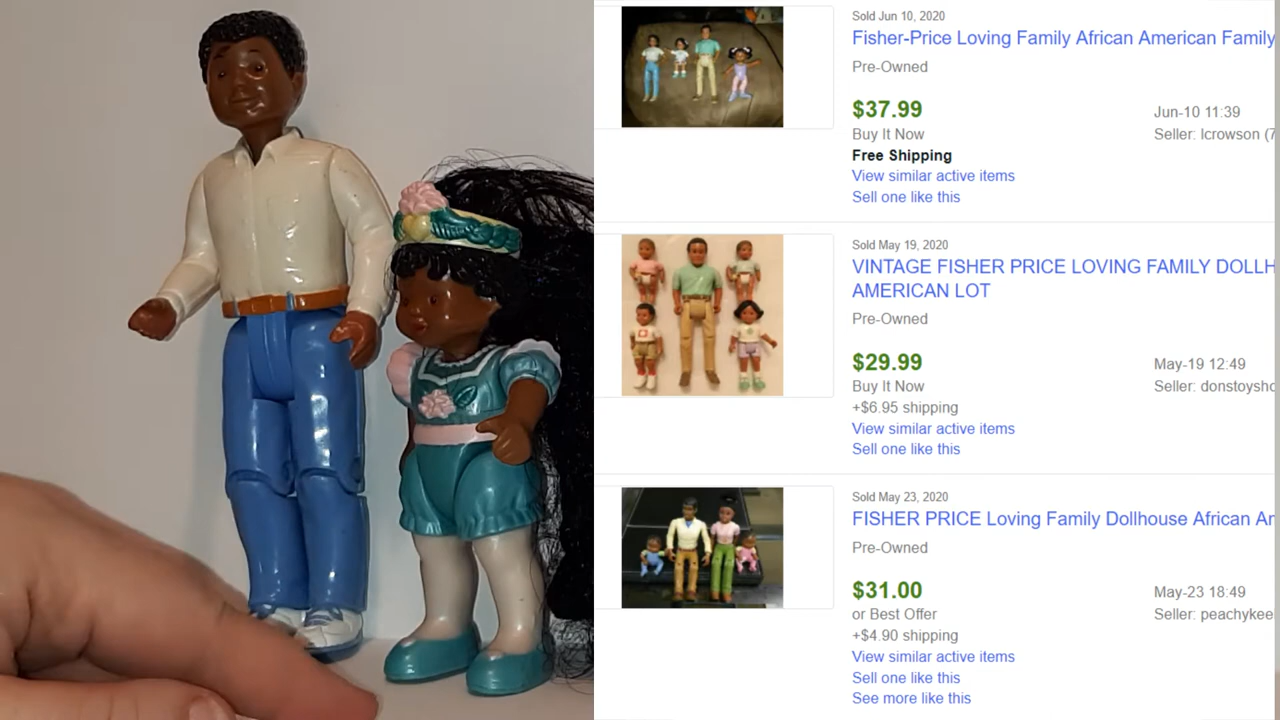 Sold Jun 10, 2020
Fisher-Price Loving Family African American Family
Pre-Owned
$37.99
Jun-10 11:39
Buy It Now
Seller: lcrowson (7
Free Shipping
View similar active items
Sell one like this
Sold May 19, 2020
VINTAGE FISHER PRICE LOVING FAMILY DOLLH
AMERICAN LOT
Pre-Owned
$29.99
May-19 12:49
Buy It Now
Seller: donstoysho
+$6.95 shipping
View similar active items
Sell one like this
Sold May 23, 2020
FISHER PRICE Loving Family Dollhouse African Ar
Pre-Owned
$31.00
May-23 18:49
or Best Offer
Seller: peachykee
+$4.90 shipping
View similar active items
Sell one like this
See more like this